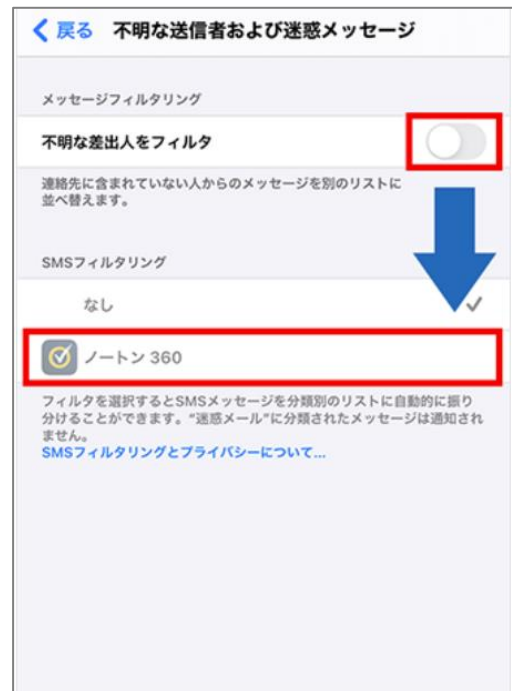 戻る 不明な送信者および迷惑メッセージ
メッセージフィルタリング
不明な差出人をフィルタ
連絡先に含まれていない人からのメッセージを別のリストに
並べ替えます。
SMSフィルタリング
なし
ノートン 360
フィルタを選択するとSMSメッセージを分類別のリストに自動的に振り
分けることができます。“迷惑メール”に分類されたメッセージは通知され
ません。
SMSフィルタリングとプライバシーについて...